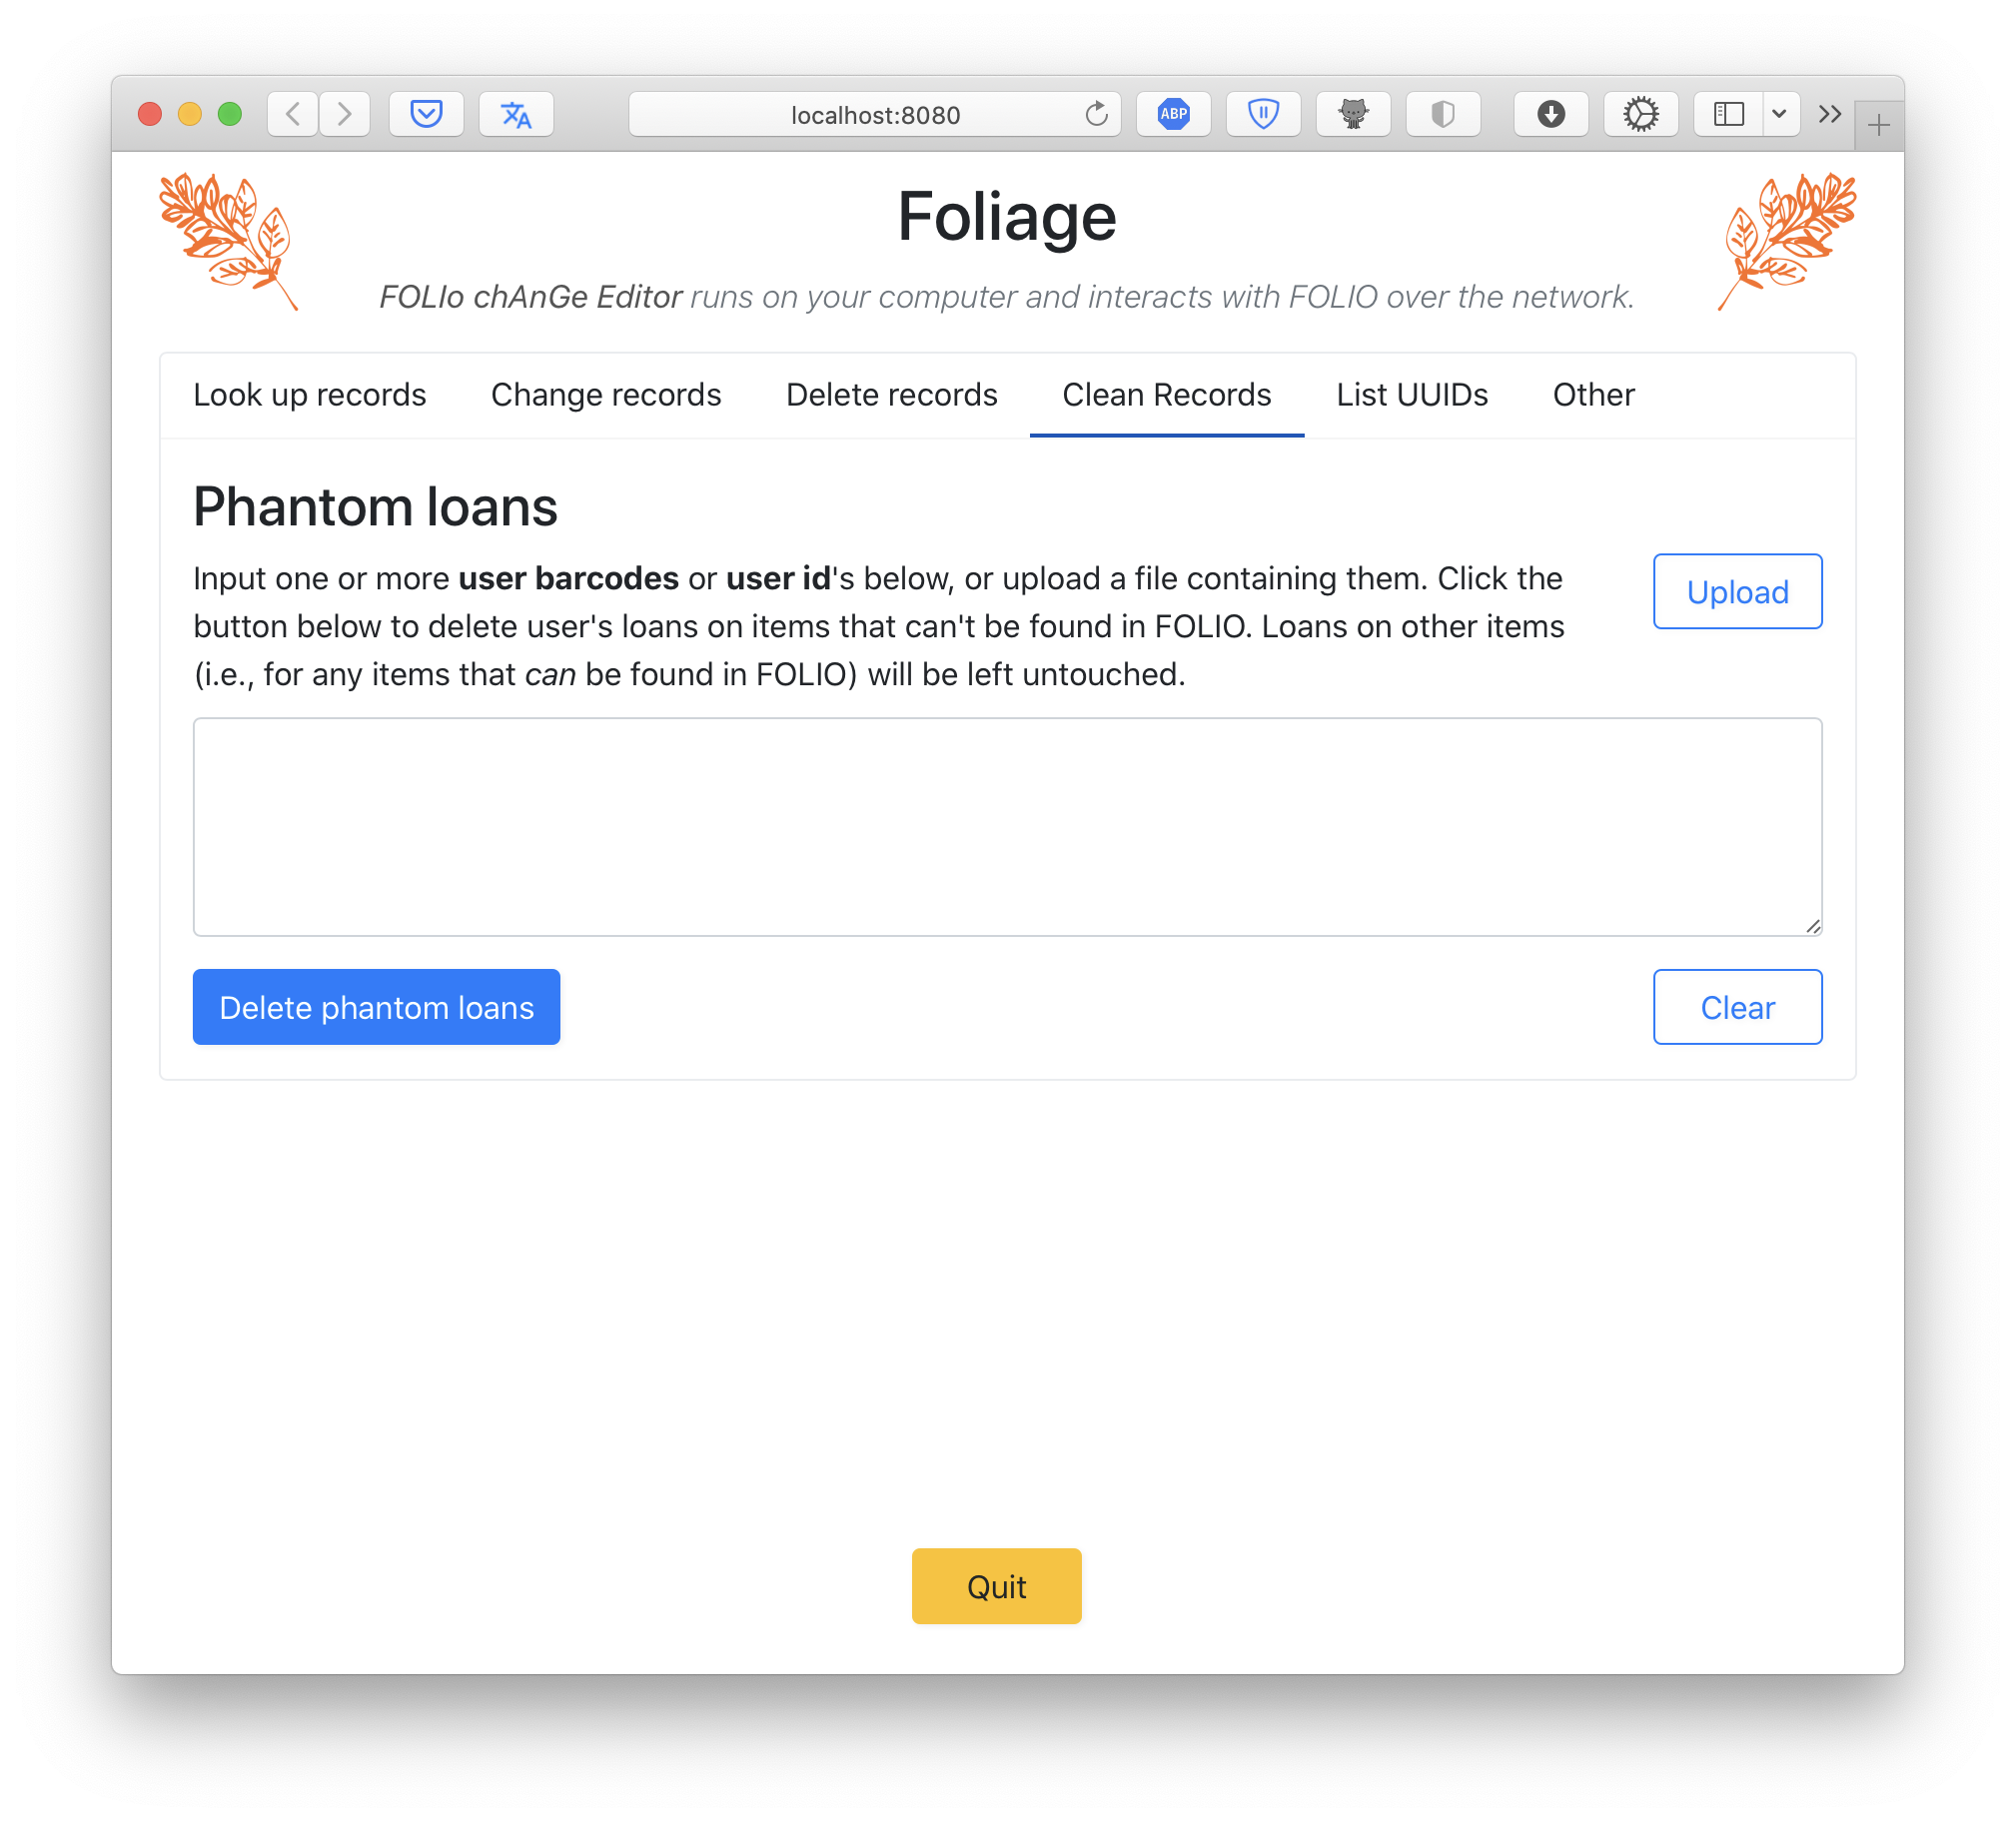 localhost:8080
ABP
Foliage
FOLIo chAnGe Editor runs on your computer and interacts with FOLIO over the network.
Look up records Change records Delete records Clean Records List UUIDs Other
Phantom loans
Input one or more user barcodes or user id's below, or upload a file containing them. Click the
button below to delete user's loans on items that can't be found in FOLIO. Loans on other items
(i.e., for any items that can be found in FOLIO) will be left untouched.
Upload
Delete phantom loans
Clear
Quit